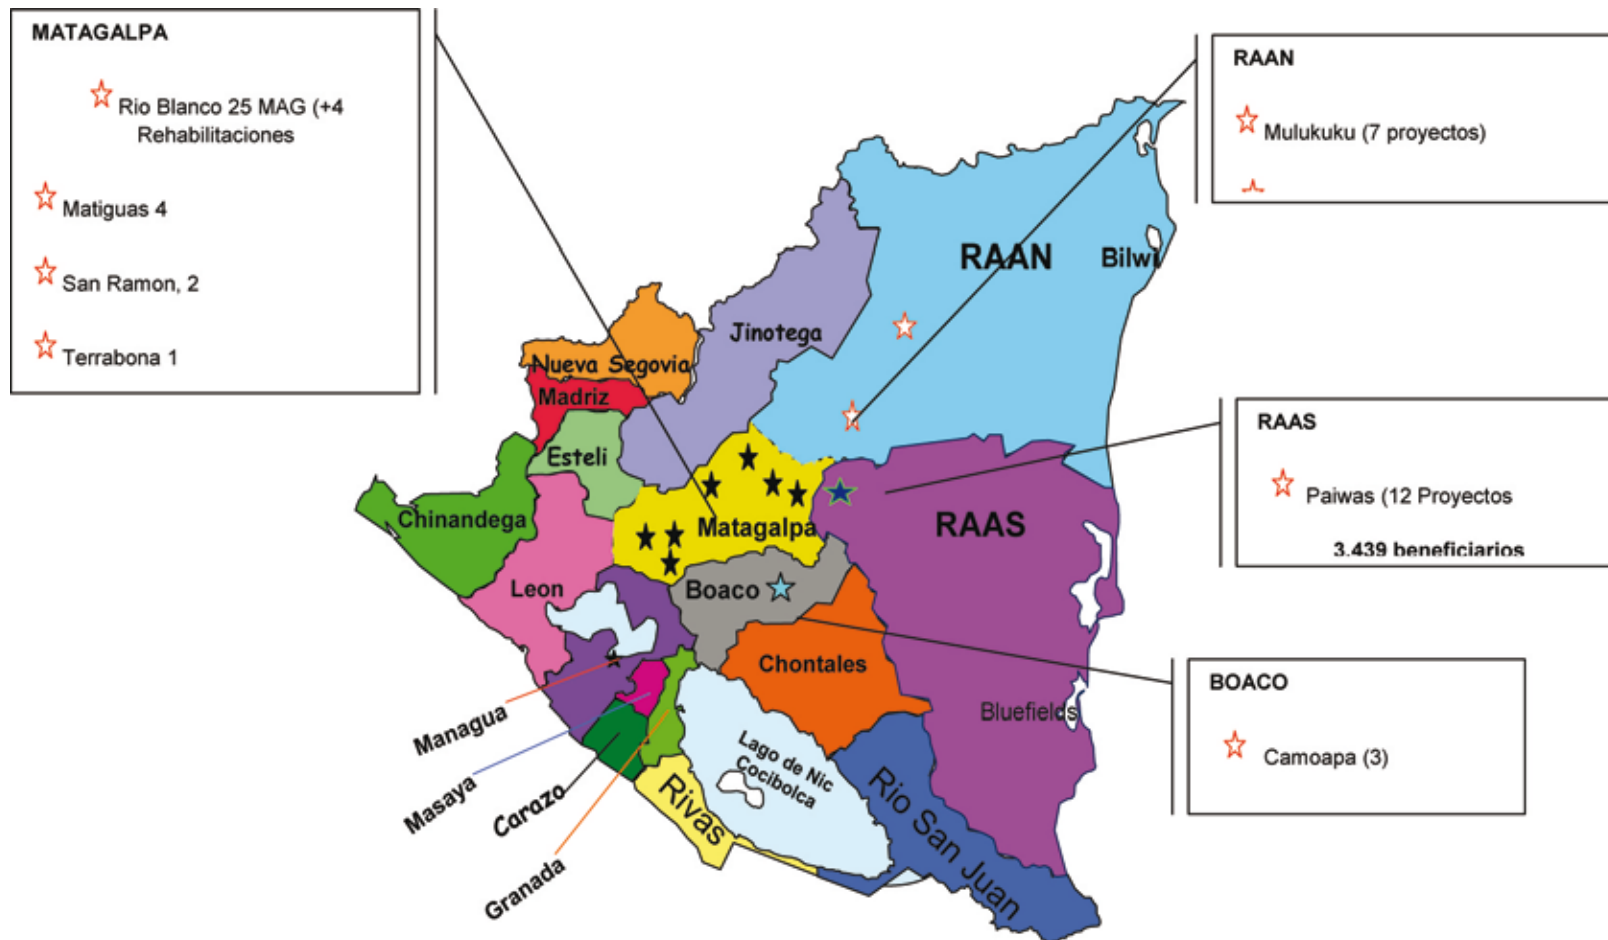 MATAGALPA
Rio Blanco 25 MAG (+4
Rehabilitaciones
Matiguas 4
San Ramon, 2
Terrabona 1
RAAN
Mulukuku (7 proyectos)
RAAS
Paiwas (12 Proyectos
3.439 beneficiarios
BOACO
Camoapa (3)
RAAN
Bilwi
Jinotega
Nueva Segovia
Madriz
Esteli
Chinandega
Matagalpa
RAAS
Leon
Boaco
Chontales
Bluefields
Managua
Masaya
Carazo
Granada
Rivas
Lago de Nic
Cocibolca
Rio San Juan